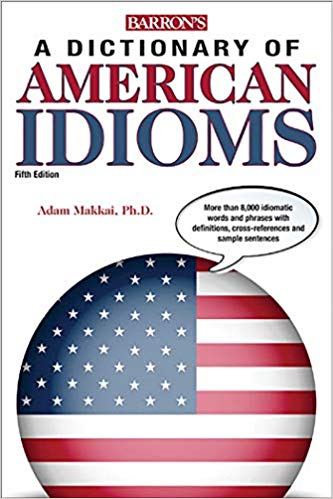 BARRON'S
A DICTIONARY OF
AMERICAN
IDIOMS
Fifth Edition
Adam Makkai, Ph.D.
More than 8,000 idiomatic
words and phrases with
definitions, cross-references and
sample sentences